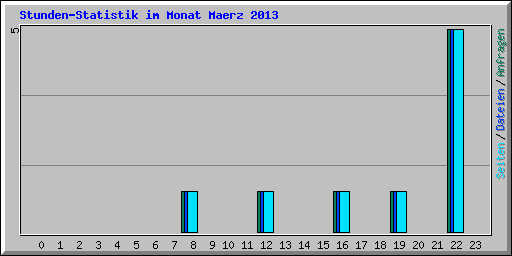 Stunden-Statistik im Monat Maerz 2013
5
0 1 2 3 4 5 6 7 8 9 10 11 12 13 14 15 16 17 18 19 20 21 22 23
Seiten/Dateien/Anfragen